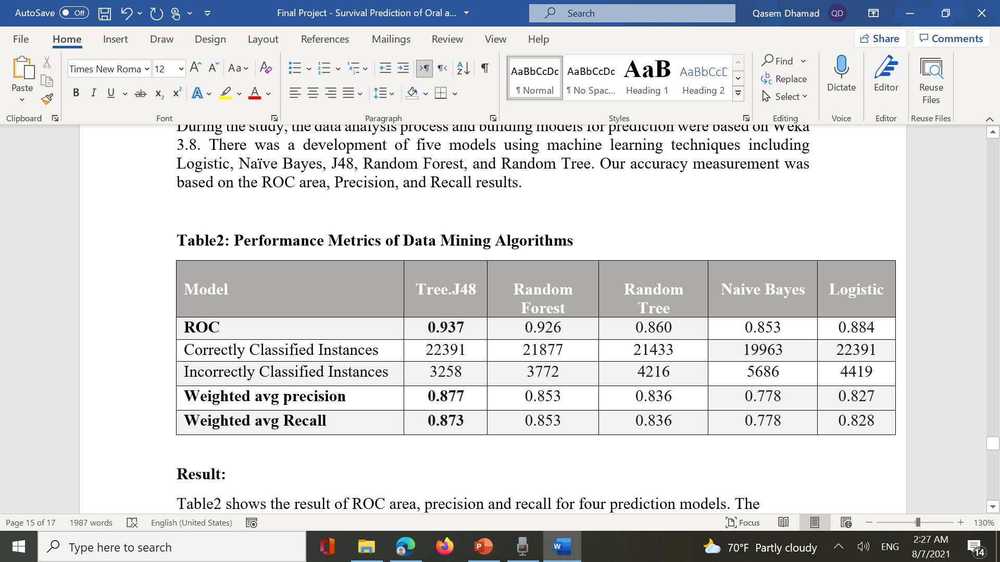 AutoSave Off Final Project - Survival Prediction of Oral a... Search Qasem Dhamad QD
File Home Insert Draw Design Layout References Mailings Review View Help Share Comments
Paste Times New Roma 12 Aa AaBbCcDc AaBbCcDc AaB AaBbCcD Find Replace Select Dictate Editor Reuse Files
B I U ab x₂ x² A A ¶ Normal ¶ No Spac... Heading 1 Heading 2
Clipboard Font Paragraph Styles Editing Voice Editor Reuse Files
During the study, the data analysis process and building models for prediction were based on Weka
3.8. There was a development of five models using machine learning techniques including
Logistic, Naïve Bayes, J48, Random Forest, and Random Tree. Our accuracy measurement was
based on the ROC area, Precision, and Recall results.
Table2: Performance Metrics of Data Mining Algorithms
Model Tree.J48 Random Forest Random Tree Naive Bayes Logistic
ROC 0.937 0.926 0.860 0.853 0.884
Correctly Classified Instances 22391 21877 21433 19963 22391
Incorrectly Classified Instances 3258 3772 4216 5686 4419
Weighted avg precision 0.877 0.853 0.836 0.778 0.827
Weighted avg Recall 0.873 0.853 0.836 0.778 0.828
Result:
Table2 shows the result of ROC area, precision and recall for four prediction models. The
Page 15 of 17 1987 words English (United States) Focus 130%
Type here to search 70°F Partly cloudy ENG 2:27 AM
8/7/2021 14